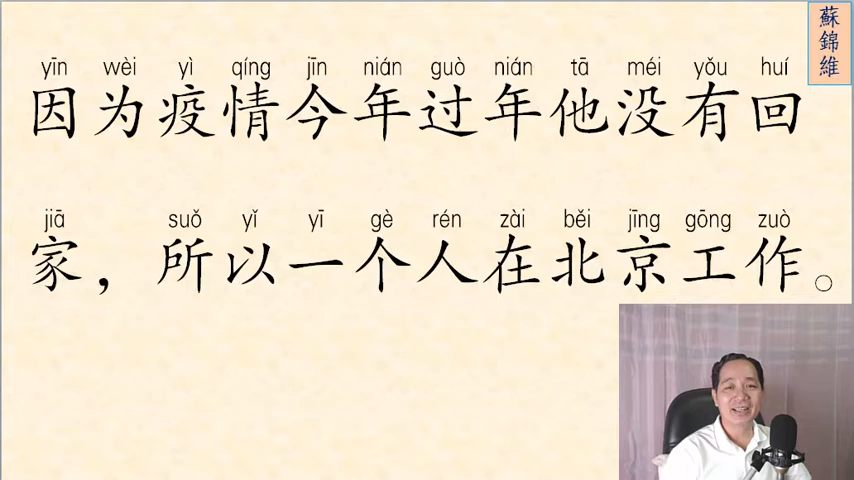 yīn wèi yì qíng jīn nián guò nián tā méi yǒu huí
因为疫情今年过年他没有回
jiā suǒ yǐ yī gè rén zài běi jīng gōng zuò
家，所以一个人在北京工作。
蘇錦維